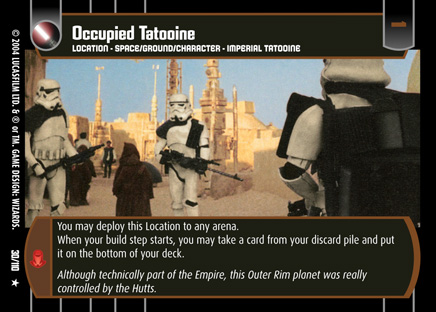 Occupied Tatooine
1
LOCATION - SPACE/GROUND/CHARACTER - IMPERIAL TATOOINE
You may deploy this Location to any arena.
When your build step starts, you may take a card from your discard pile and put
it on the bottom of your deck.
Although technically part of the Empire, this Outer Rim planet was really
controlled by the Hutts.
© 2004 LUCASFILM LTD. & ® or TM. GAME DESIGN: WIZARDS.
30/110